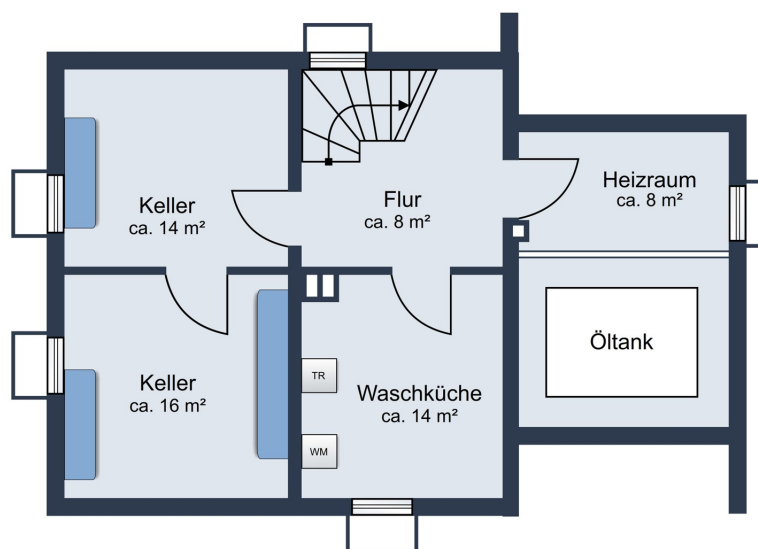 Keller
ca. 14 m²
Flur
ca. 8 m²
Heizraum
ca. 8 m²
Öltank
Keller
ca. 16 m²
TR
Waschküche
ca. 14 m²
WM